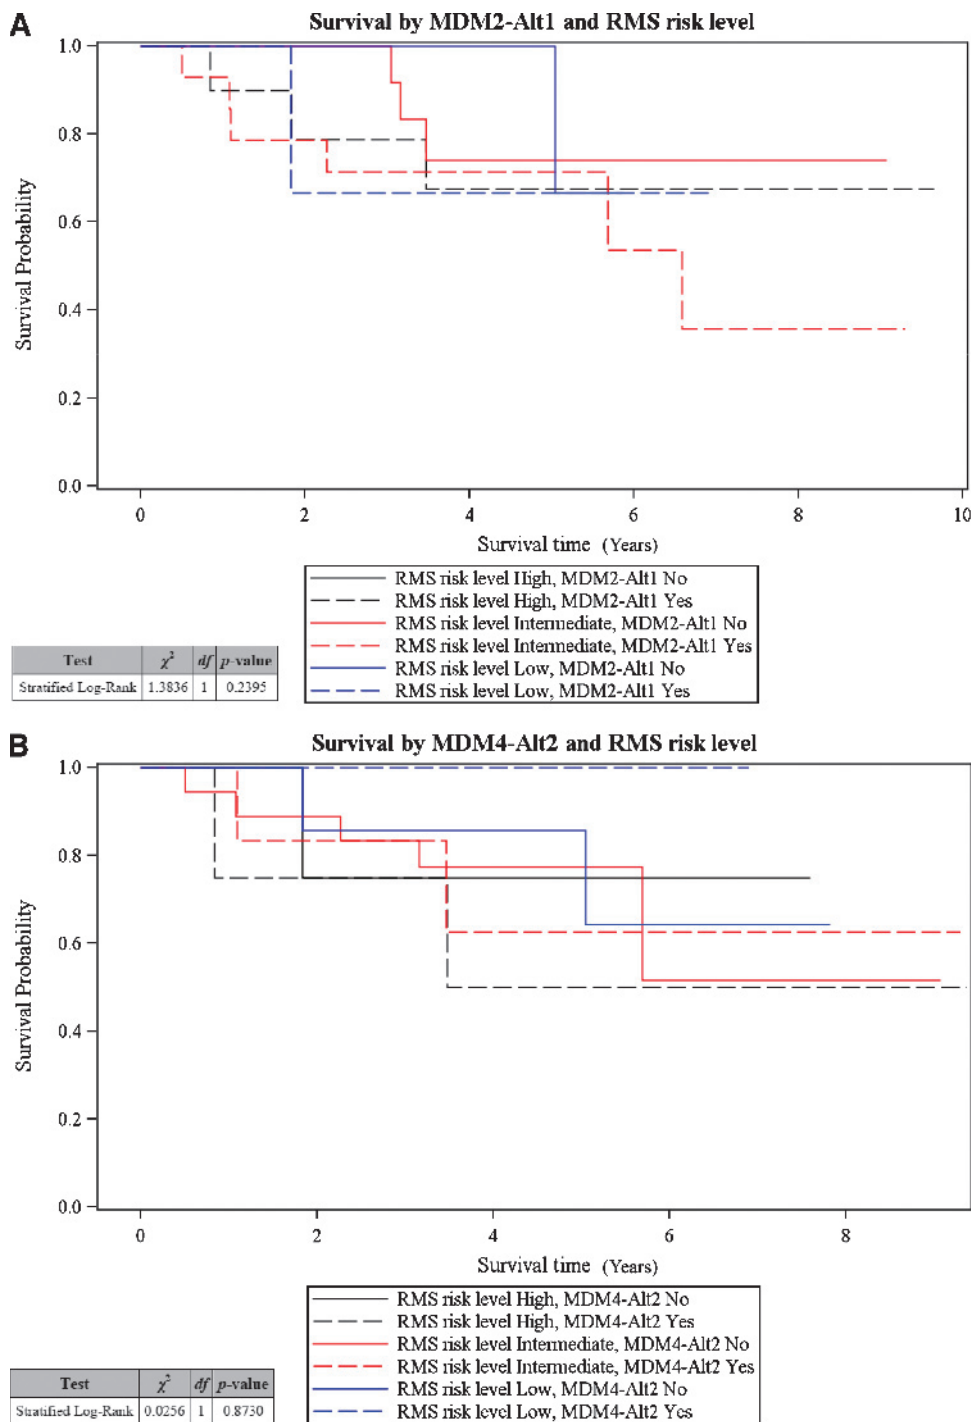 A
Survival by MDM2-Alt1 and RMS risk level
1.0
0.8
0.6
0.4
0.2
0.0
Survival Probability
0 2 4 6 8 10
Survival time (Years)
RMS risk level High, MDM2-Alt1 No
RMS risk level High, MDM2-Alt1 Yes
RMS risk level Intermediate, MDM2-Alt1 No
RMS risk level Intermediate, MDM2-Alt1 Yes
RMS risk level Low, MDM2-Alt1 No
RMS risk level Low, MDM2-Alt1 Yes
Test χ² df p-value
Stratified Log-Rank 1.3836 1 0.2395
B
Survival by MDM4-Alt2 and RMS risk level
1.0
0.8
0.6
0.4
0.2
0.0
Survival Probability
0 2 4 6 8
Survival time (Years)
RMS risk level High, MDM4-Alt2 No
RMS risk level High, MDM4-Alt2 Yes
RMS risk level Intermediate, MDM4-Alt2 No
RMS risk level Intermediate, MDM4-Alt2 Yes
RMS risk level Low, MDM4-Alt2 No
RMS risk level Low, MDM4-Alt2 Yes
Test χ² df p-value
Stratified Log-Rank 0.0256 1 0.8730